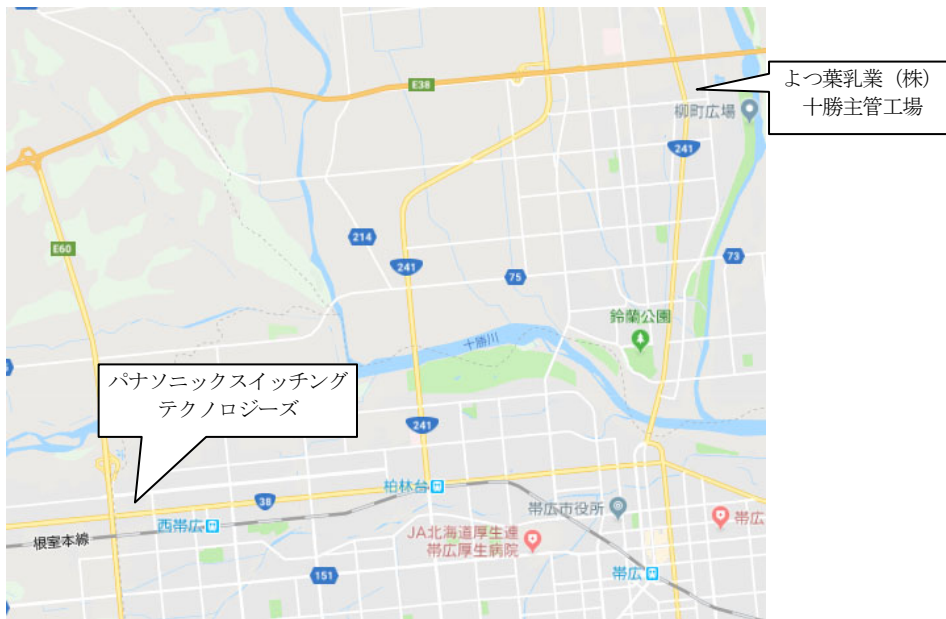 E38
よつ葉乳業(株)
十勝主管工場
柳町広場
241
E60
214
241
75
73
鈴蘭公園
十勝川
パナソニックスイッチング
テクノロジーズ
241
柏林台
38
西帯広
帯広市役所
帯広
根室本線
JA北海道厚生連
帯広厚生病院
151
帯広